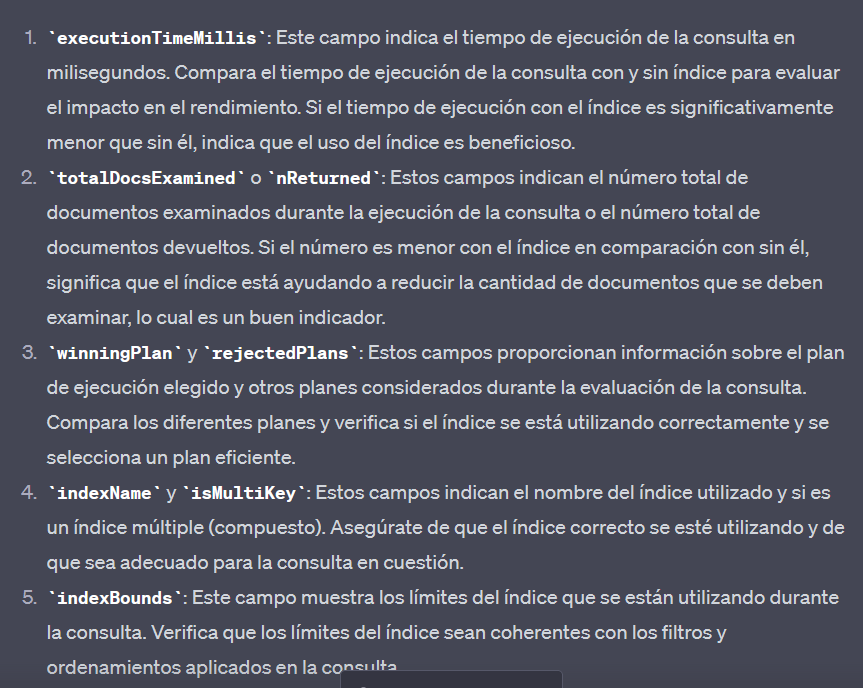 1. `executionTimeMillis`: Este campo indica el tiempo de ejecución de la consulta en
milisegundos. Compara el tiempo de ejecución de la consulta con y sin índice para evaluar
el impacto en el rendimiento. Si el tiempo de ejecución con el índice es significativamente
menor que sin él, indica que el uso del índice es beneficioso.
2. `totalDocsExamined` o `nReturned`: Estos campos indican el número total de
documentos examinados durante la ejecución de la consulta o el número total de
documentos devueltos. Si el número es menor con el índice en comparación con sin él,
significa que el índice está ayudando a reducir la cantidad de documentos que se deben
examinar, lo cual es un buen indicador.
3. `winningPlan` y `rejectedPlans`: Estos campos proporcionan información sobre el plan
de ejecución elegido y otros planes considerados durante la evaluación de la consulta.
Compara los diferentes planes y verifica si el índice se está utilizando correctamente y se
selecciona un plan eficiente.
4. `indexName` y `isMultiKey`: Estos campos indican el nombre del índice utilizado y si es
un índice múltiple (compuesto). Asegúrate de que el índice correcto se esté utilizando y de
que sea adecuado para la consulta en cuestión.
5. `indexBounds`: Este campo muestra los límites del índice que se están utilizando durante
la consulta. Verifica que los límites del índice sean coherentes con los filtros y
ordenamientos aplicados en la consulta